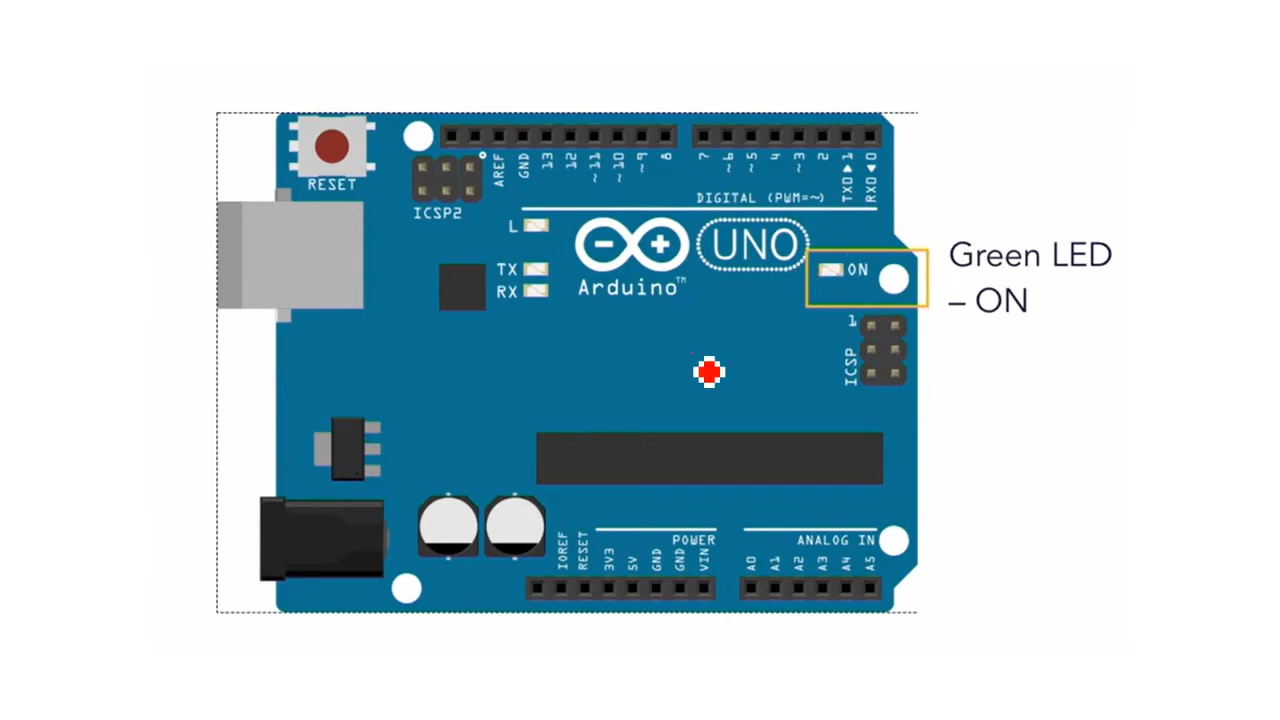 RESET
ICSP2
AREF
GND
13
12
~11
~10
~9
8
7
~6
~5
4
~3
2
TX0▶1
RX0◀0
DIGITAL (PWM=~)
L
TX
RX
Arduino™
UNO
ON
Green LED
– ON
1
ICSP
POWER
ANALOG IN
IOREF
RESET
3V3
5V
GND
GND
VIN
A0
A1
A2
A3
A4
A5